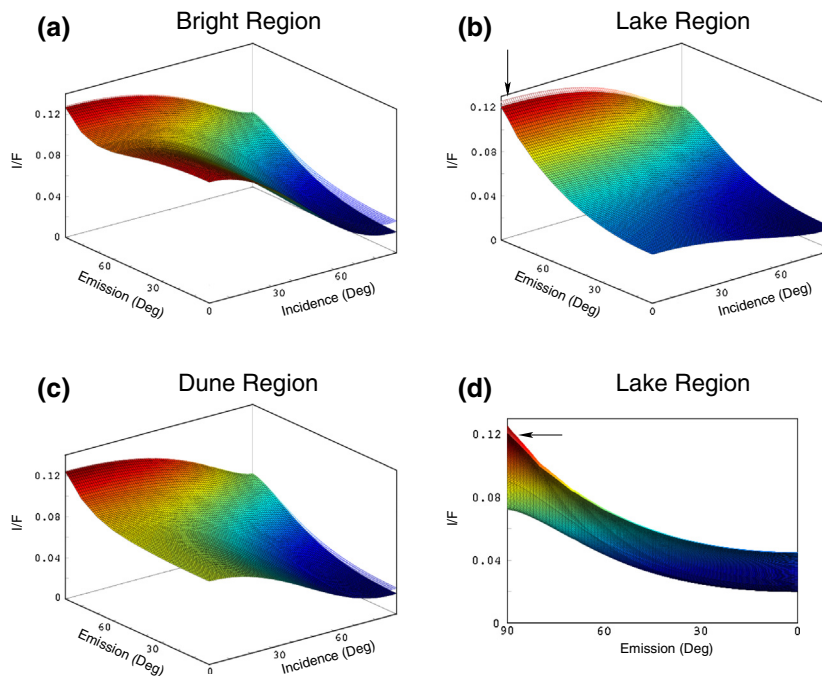 (a) Bright Region
0.12
0.08
0.04
0
I/F
60
30
0
Emission (Deg)
30
60
Incidence (Deg)
(b) Lake Region
0.12
0.08
0.04
0
I/F
60
30
0
Emission (Deg)
30
60
Incidence (Deg)
(c) Dune Region
0.12
0.08
0.04
0
I/F
60
30
0
Emission (Deg)
30
60
Incidence (Deg)
(d) Lake Region
0.12
0.08
0.04
0
I/F
90
60
30
0
Emission (Deg)